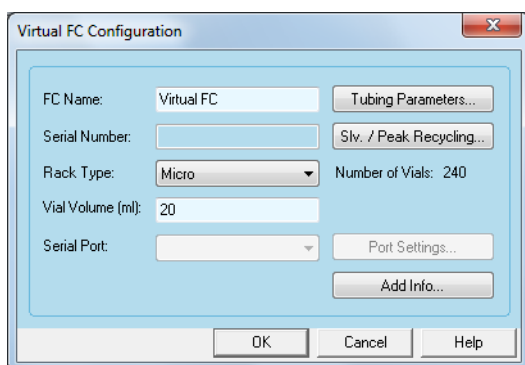 Virtual FC Configuration
FC Name: Virtual FC Tubing Parameters...
Serial Number: Slv. / Peak Recycling...
Rack Type: Micro Number of Vials: 240
Vial Volume (ml): 20
Serial Port: Port Settings...
Add Info...
OK Cancel Help